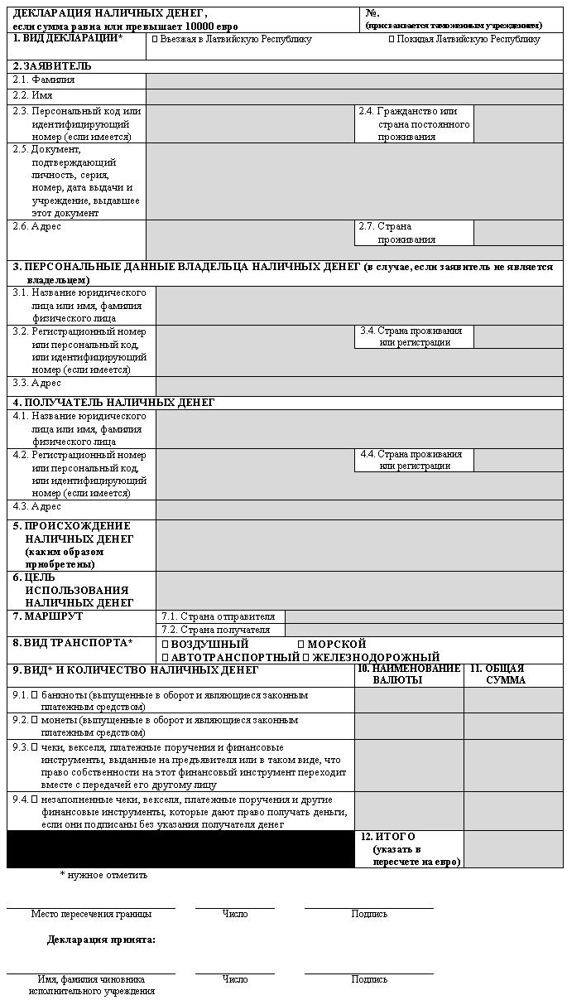 ДЕКЛАРАЦИЯ НАЛИЧНЫХ ДЕНЕГ,
если сумма равна или превышает 10000 евро
№.
(присваивается таможенным учреждением)
1. ВИД ДЕКЛАРАЦИИ*
□ Въезжая в Латвийскую Республику
□ Покидая Латвийскую Республику
2. ЗАЯВИТЕЛЬ
2.1. Фамилия
2.2. Имя
2.3. Персональный код или
идентифицирующий
номер (если имеется)
2.4. Гражданство или
страна постоянного
проживания
2.5. Документ,
подтверждающий
личность, серия,
номер, дата выдачи и
учреждение, выдавшее
этот документ
2.6. Адрес
2.7. Страна
проживания
3. ПЕРСОНАЛЬНЫЕ ДАННЫЕ ВЛАДЕЛЬЦА НАЛИЧНЫХ ДЕНЕГ (в случае, если заявитель не является
владельцем)
3.1. Название юридического
лица или имя, фамилия
физического лица
3.2. Регистрационный номер
или персональный код,
или идентифицирующий
номер (если имеется)
3.4. Страна проживания
или регистрации
3.3. Адрес
4. ПОЛУЧАТЕЛЬ НАЛИЧНЫХ ДЕНЕГ
4.1. Название юридического
лица или имя, фамилия
физического лица
4.2. Регистрационный номер
или персональный код,
или идентифицирующий
номер (если имеется)
4.4. Страна проживания
или регистрации
4.3. Адрес
5. ПРОИСХОЖДЕНИЕ
НАЛИЧНЫХ ДЕНЕГ
(каким образом
приобретены)
6. ЦЕЛЬ
ИСПОЛЬЗОВАНИЯ
НАЛИЧНЫХ ДЕНЕГ
7. МАРШРУТ
7.1. Страна отправителя
7.2. Страна получателя
8. ВИД ТРАНСПОРТА*
□ ВОЗДУШНЫЙ □ МОРСКОЙ
□ АВТОТРАНСПОРТНЫЙ □ ЖЕЛЕЗНОДОРОЖНЫЙ
9. ВИД* И КОЛИЧЕСТВО НАЛИЧНЫХ ДЕНЕГ
10. НАИМЕНОВАНИЕ
ВАЛЮТЫ
11. ОБЩАЯ
СУММА
9.1. □ банкноты (выпущенные в оборот и являющиеся законным
платежным средством)
9.2. □ монеты (выпущенные в оборот и являющиеся законным
платежным средством)
9.3. □ чеки, векселя, платежные поручения и финансовые
инструменты, выданные на предъявителя или в таком виде, что
право собственности на этот финансовый инструмент переходит
вместе с передачей его другому лицу
9.4. □ незаполненные чеки, векселя, платежные поручения и другие
финансовые инструменты, которые дают право получать деньги,
если они подписаны без указания получателя денег
12. ИТОГО
(указать в
пересчете на евро)
* нужное отметить
Место пересечения границы
Число
Подпись
Декларация принята:
Имя, фамилия чиновника
исполнительного учреждения
Число
Подпись